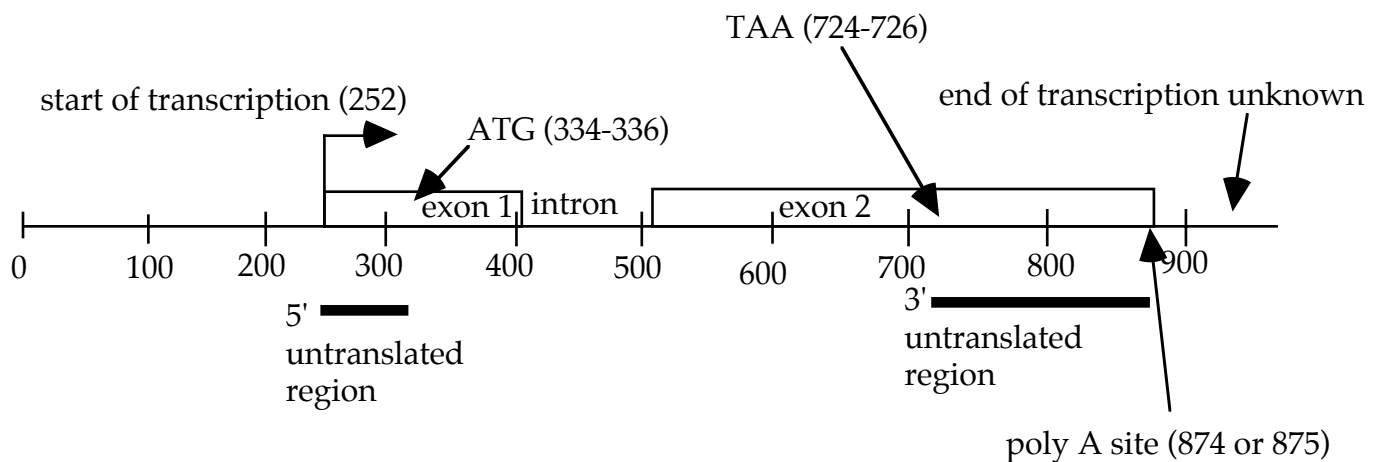 TAA (724-726)
start of transcription (252)
end of transcription unknown
ATG (334-336)
exon 1
intron
exon 2
0
100
200
300
400
500
600
700
800
900
5'
untranslated
region
3'
untranslated
region
poly A site (874 or 875)